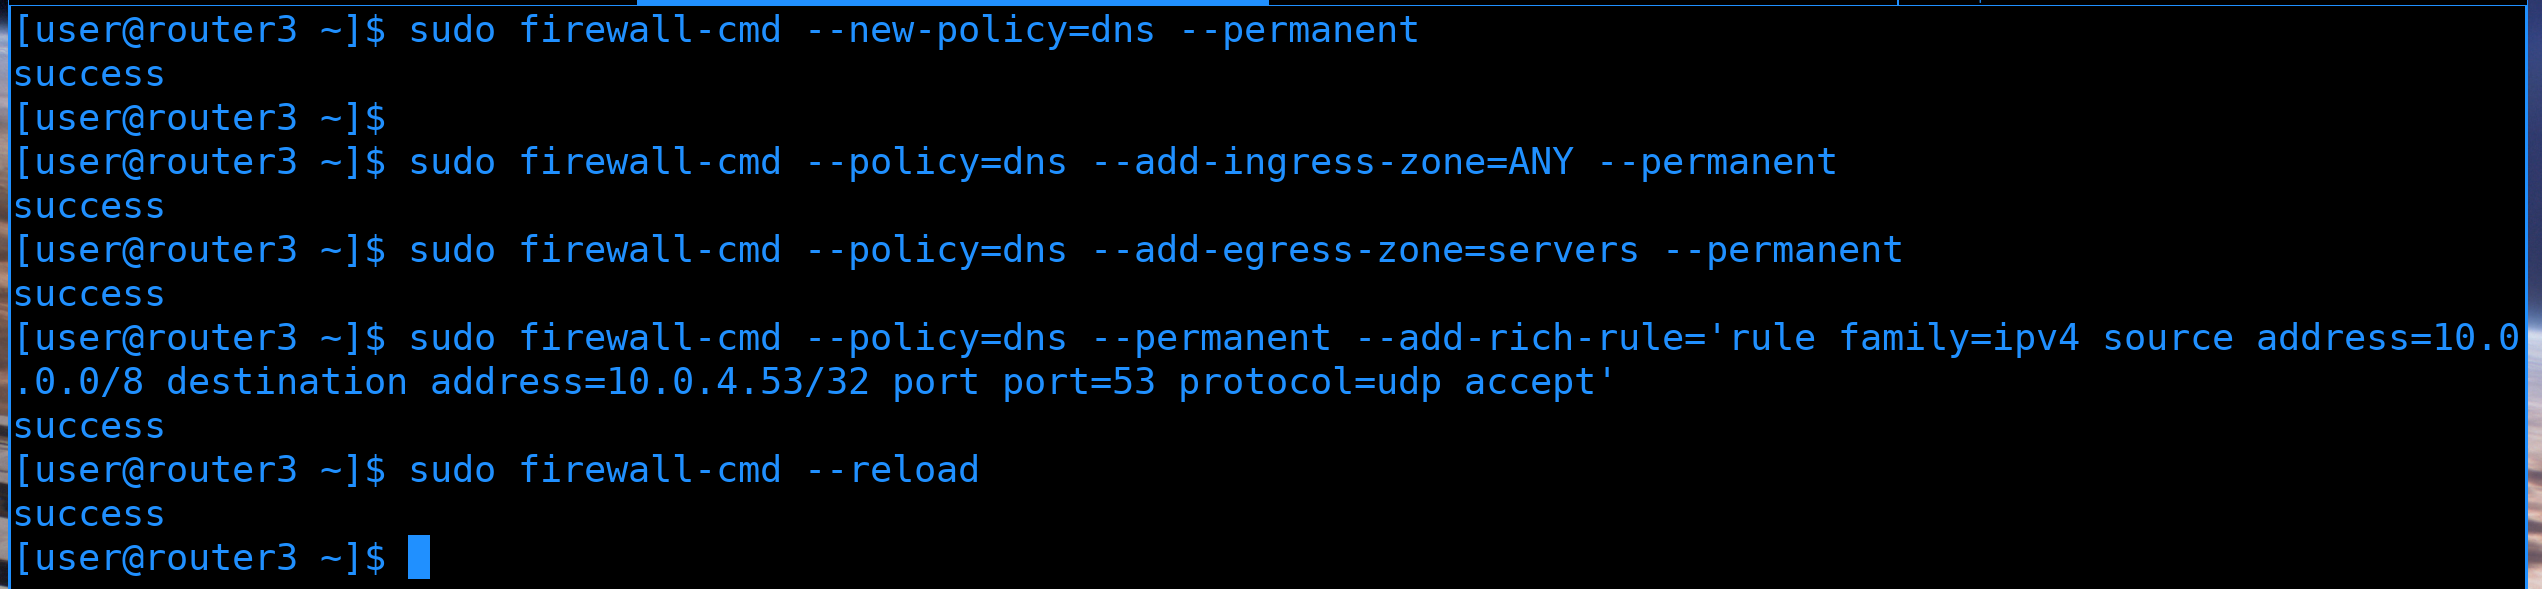 [user@router3 ~]$ sudo firewall-cmd --new-policy=dns --permanent
success
[user@router3 ~]$
[user@router3 ~]$ sudo firewall-cmd --policy=dns --add-ingress-zone=ANY --permanent
success
[user@router3 ~]$ sudo firewall-cmd --policy=dns --add-egress-zone=servers --permanent
success
[user@router3 ~]$ sudo firewall-cmd --policy=dns --permanent --add-rich-rule='rule family=ipv4 source address=10.0
.0.0/8 destination address=10.0.4.53/32 port port=53 protocol=udp accept'
success
[user@router3 ~]$ sudo firewall-cmd --reload
success
[user@router3 ~]$